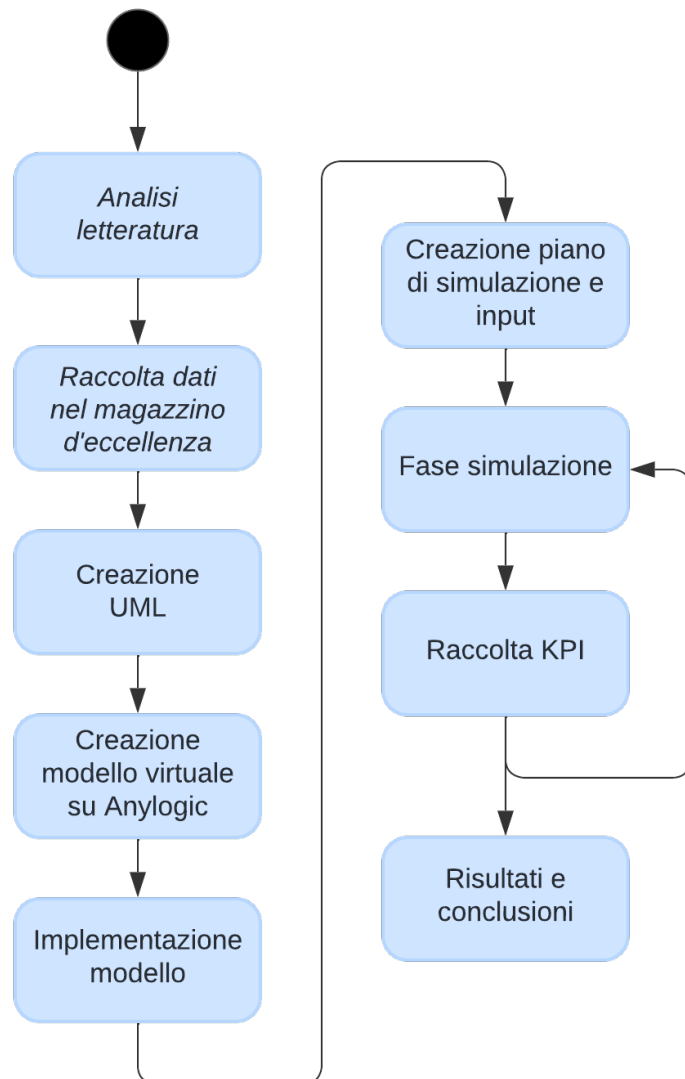 Analisi
letteratura
Raccolta dati
nel magazzino
d'eccellenza
Creazione
UML
Creazione
modello virtuale
su Anylogic
Implementazione
modello
Creazione piano
di simulazione e
input
Fase simulazione
Raccolta KPI
Risultati e
conclusioni